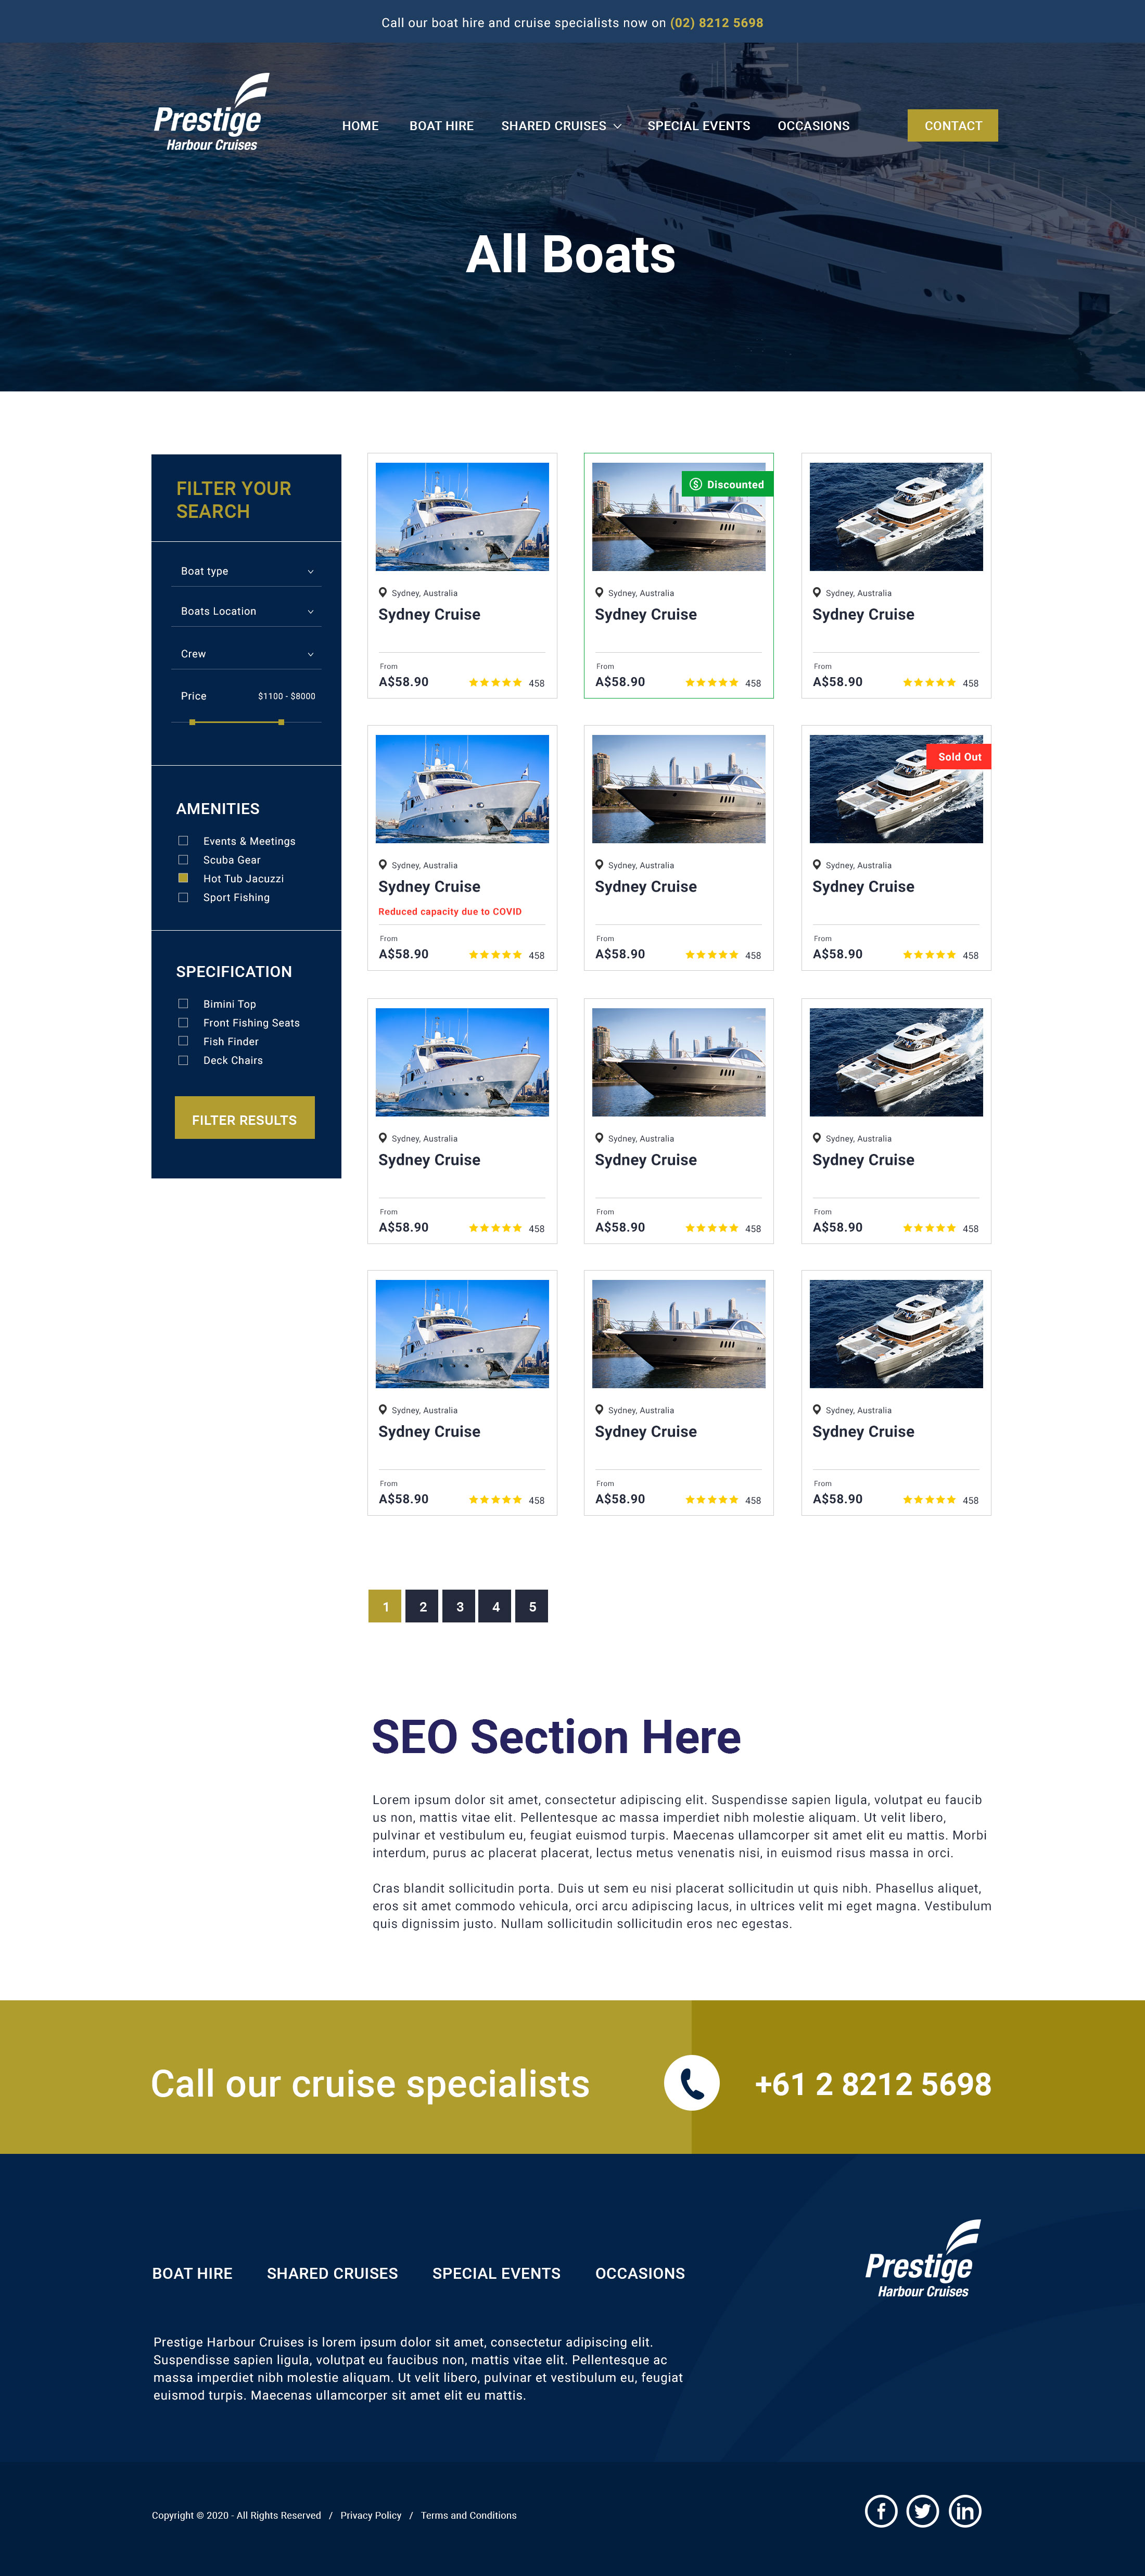 Call our boat hire and cruise specialists now on (02) 8212 5698
Prestige
Harbour Cruises
HOME BOAT HIRE SHARED CRUISES SPECIAL EVENTS OCCASIONS CONTACT
All Boats
FILTER YOUR
SEARCH
Boat type
Boats Location
Crew
Price $1100 - $8000
AMENITIES
Events & Meetings
Scuba Gear
Hot Tub Jacuzzi
Sport Fishing
SPECIFICATION
Bimini Top
Front Fishing Seats
Fish Finder
Deck Chairs
FILTER RESULTS
Sydney, Australia
Sydney Cruise
From
A$58.90 458
Discounted
Sydney, Australia
Sydney Cruise
From
A$58.90 458
Sydney, Australia
Sydney Cruise
From
A$58.90 458
Sydney, Australia
Sydney Cruise
Reduced capacity due to COVID
From
A$58.90 458
Sydney, Australia
Sydney Cruise
From
A$58.90 458
Sold Out
Sydney, Australia
Sydney Cruise
From
A$58.90 458
Sydney, Australia
Sydney Cruise
From
A$58.90 458
Sydney, Australia
Sydney Cruise
From
A$58.90 458
Sydney, Australia
Sydney Cruise
From
A$58.90 458
Sydney, Australia
Sydney Cruise
From
A$58.90 458
Sydney, Australia
Sydney Cruise
From
A$58.90 458
Sydney, Australia
Sydney Cruise
From
A$58.90 458
1 2 3 4 5
SEO Section Here
Lorem ipsum dolor sit amet, consectetur adipiscing elit. Suspendisse sapien ligula, volutpat eu faucib
us non, mattis vitae elit. Pellentesque ac massa imperdiet nibh molestie aliquam. Ut velit libero,
pulvinar et vestibulum eu, feugiat euismod turpis. Maecenas ullamcorper sit amet elit eu mattis. Morbi
interdum, purus ac placerat placerat, lectus metus venenatis nisi, in euismod risus massa in orci.
Cras blandit sollicitudin porta. Duis ut sem eu nisi placerat sollicitudin ut quis nibh. Phasellus aliquet,
eros sit amet commodo vehicula, orci arcu adipiscing lacus, in ultrices velit mi eget magna. Vestibulum
quis dignissim justo. Nullam sollicitudin sollicitudin eros nec egestas.
Call our cruise specialists +61 2 8212 5698
BOAT HIRE SHARED CRUISES SPECIAL EVENTS OCCASIONS
Prestige
Harbour Cruises
Prestige Harbour Cruises is lorem ipsum dolor sit amet, consectetur adipiscing elit.
Suspendisse sapien ligula, volutpat eu faucibus non, mattis vitae elit. Pellentesque ac
massa imperdiet nibh molestie aliquam. Ut velit libero, pulvinar et vestibulum eu, feugiat
euismod turpis. Maecenas ullamcorper sit amet elit eu mattis.
Copyright © 2020 - All Rights Reserved / Privacy Policy / Terms and Conditions